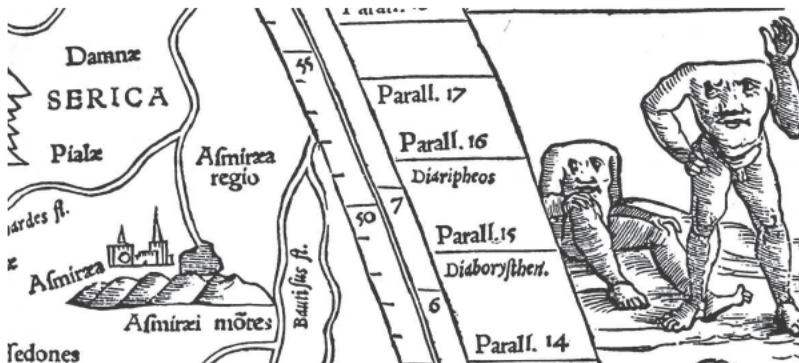 Damnæ
SERICA
Pialæ
Aſmiræa
regio
ardes fl.
Aſmiræa
Aſmiræi mõtes
ſedones
Bautiſus fl.
55
50
7
6
Parall. 17
Parall. 16
Diaripheos
Parall. 15
Diaboryſthen.
Parall. 14